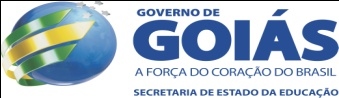 GOVERNO DE
GOIÁS
A FORÇA DO CORAÇÃO DO BRASIL
SECRETARIA DE ESTADO DA EDUCAÇÃO